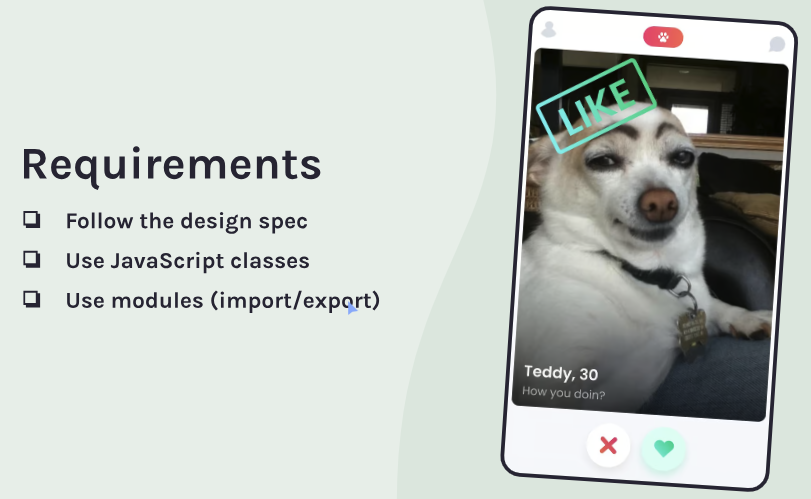 Requirements
Follow the design spec
Use JavaScript classes
Use modules (import/export)
LIKE
Teddy, 30
How you doin?